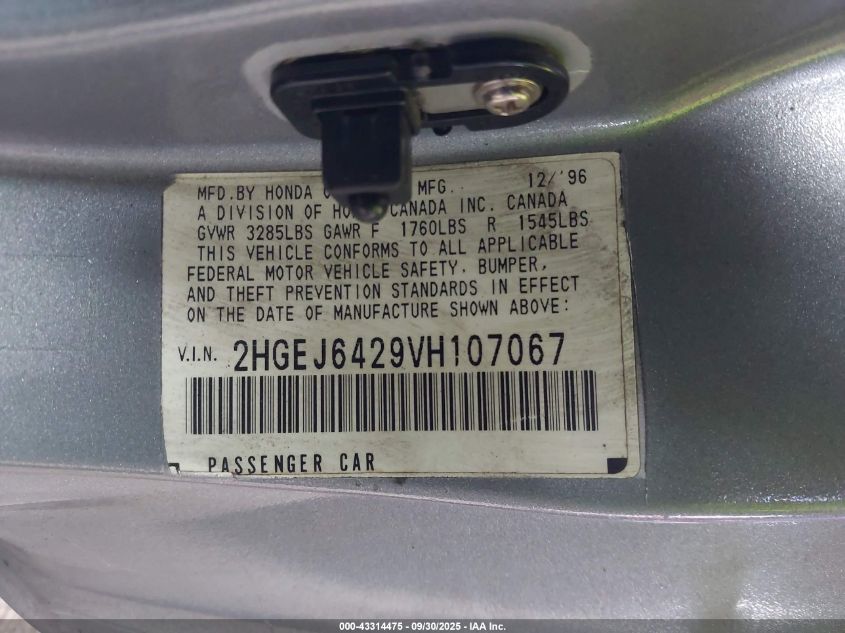 MFD.BY HONDA MFG.. 12/'96
A DIVISION OF CANADA INC. CANADA
GVWR 3285LBS GAWR F 1760LBS R 1545LBS
THIS VEHICLE CONFORMS TO ALL APPLICABLE
FEDERAL MOTOR VEHICLE SAFETY, BUMPER,
AND THEFT PREVENTION STANDARDS IN EFFECT
ON THE DATE OF MANUFACTURE SHOWN ABOVE:
V.I.N. 2HGEJ6429VH107067
PASSENGER CAR
000-43314475 - 09/30/2025 - IAA Inc.